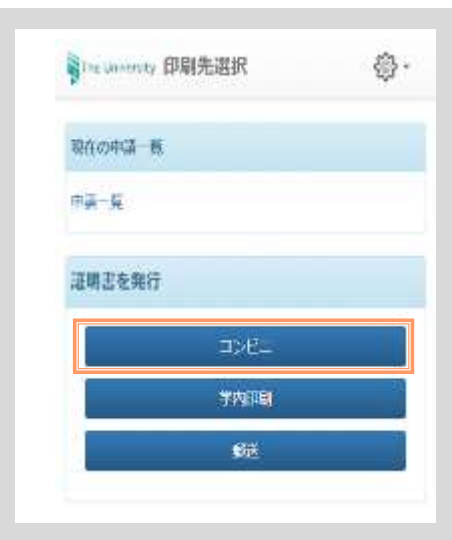 The University 印刷先選択
現在の申請一覧
申請一覧
証明書を発行
コンビニ
学内印刷
郵送